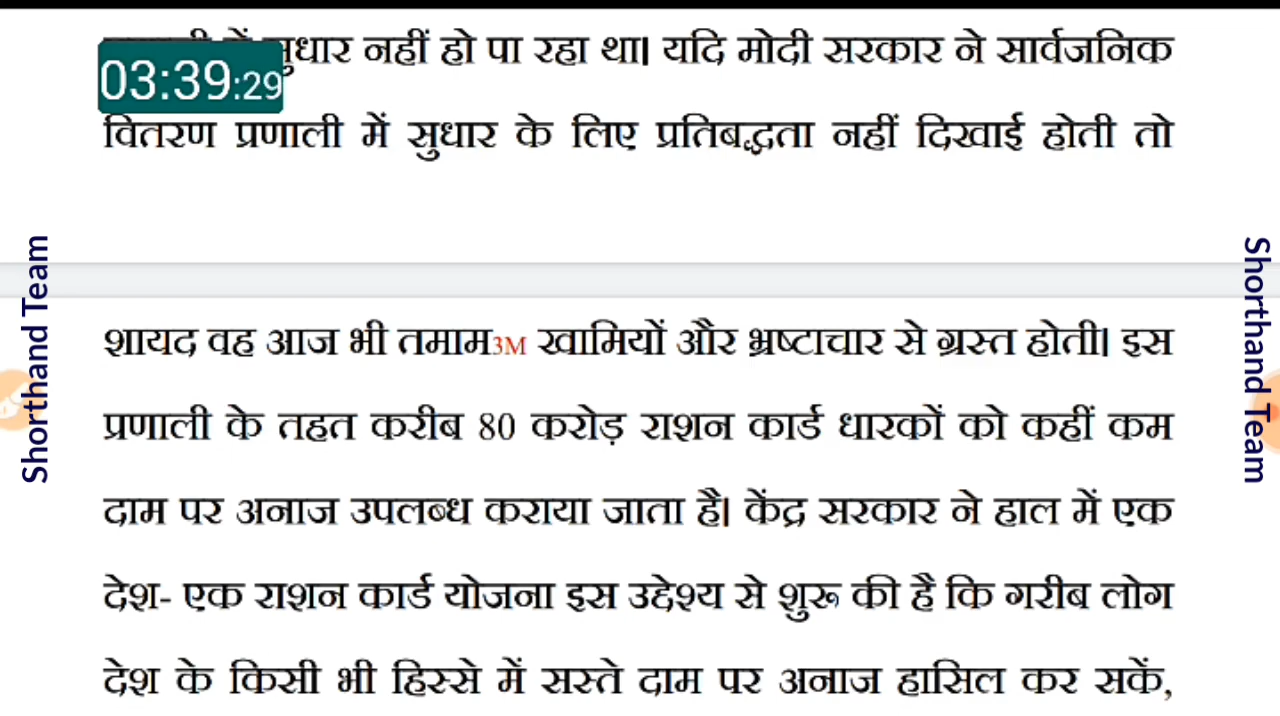 सुधार नहीं हो पा रहा था| यदि मोदी सरकार ने सार्वजनिक
03:39:29
वितरण प्रणाली में सुधार के लिए प्रतिबद्धता नहीं दिखाई होती तो
Shorthand Team
Shorthand Team
शायद वह आज भी तमाम3M खामियों और भ्रष्टाचार से ग्रस्त होती| इस
प्रणाली के तहत करीब 80 करोड़ राशन कार्ड धारकों को कहीं कम
दाम पर अनाज उपलब्ध कराया जाता है| केंद्र सरकार ने हाल में एक
देश- एक राशन कार्ड योजना इस उद्देश्य से शुरू की है कि गरीब लोग
देश के किसी भी हिस्से में सस्ते दाम पर अनाज हासिल कर सकें,